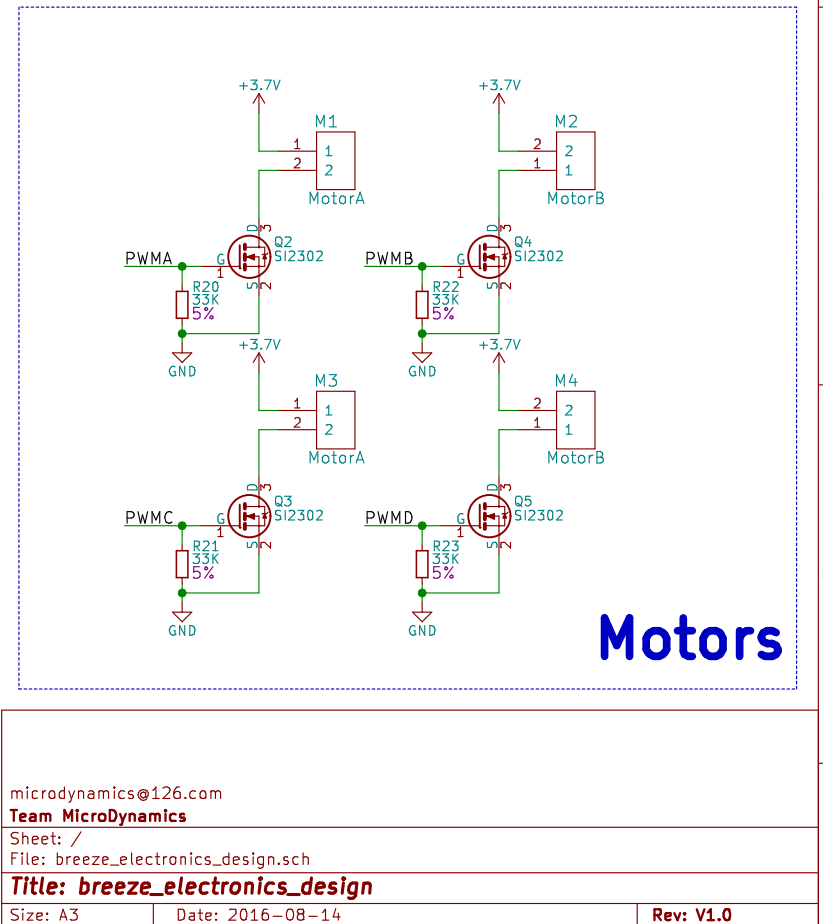 +3.7V
M1
1 1
2 2
MotorA
D 3
Q2
SI2302
PWMA
G
1
S 2
R20
33K
5%
GND
+3.7V
M2
2 2
1 1
MotorB
D 3
Q4
SI2302
PWMB
G
1
S 2
R22
33K
5%
GND
+3.7V
M3
1 1
2 2
MotorA
D 3
Q3
SI2302
PWMC
G
1
S 2
R21
33K
5%
GND
+3.7V
M4
2 2
1 1
MotorB
D 3
Q5
SI2302
PWMD
G
1
S 2
R23
33K
5%
GND
Motors
microdynamics@126.com
Team MicroDynamics
Sheet: /
File: breeze_electronics_design.sch
Title: breeze_electronics_design
Size: A3 Date: 2016-08-14 Rev: V1.0